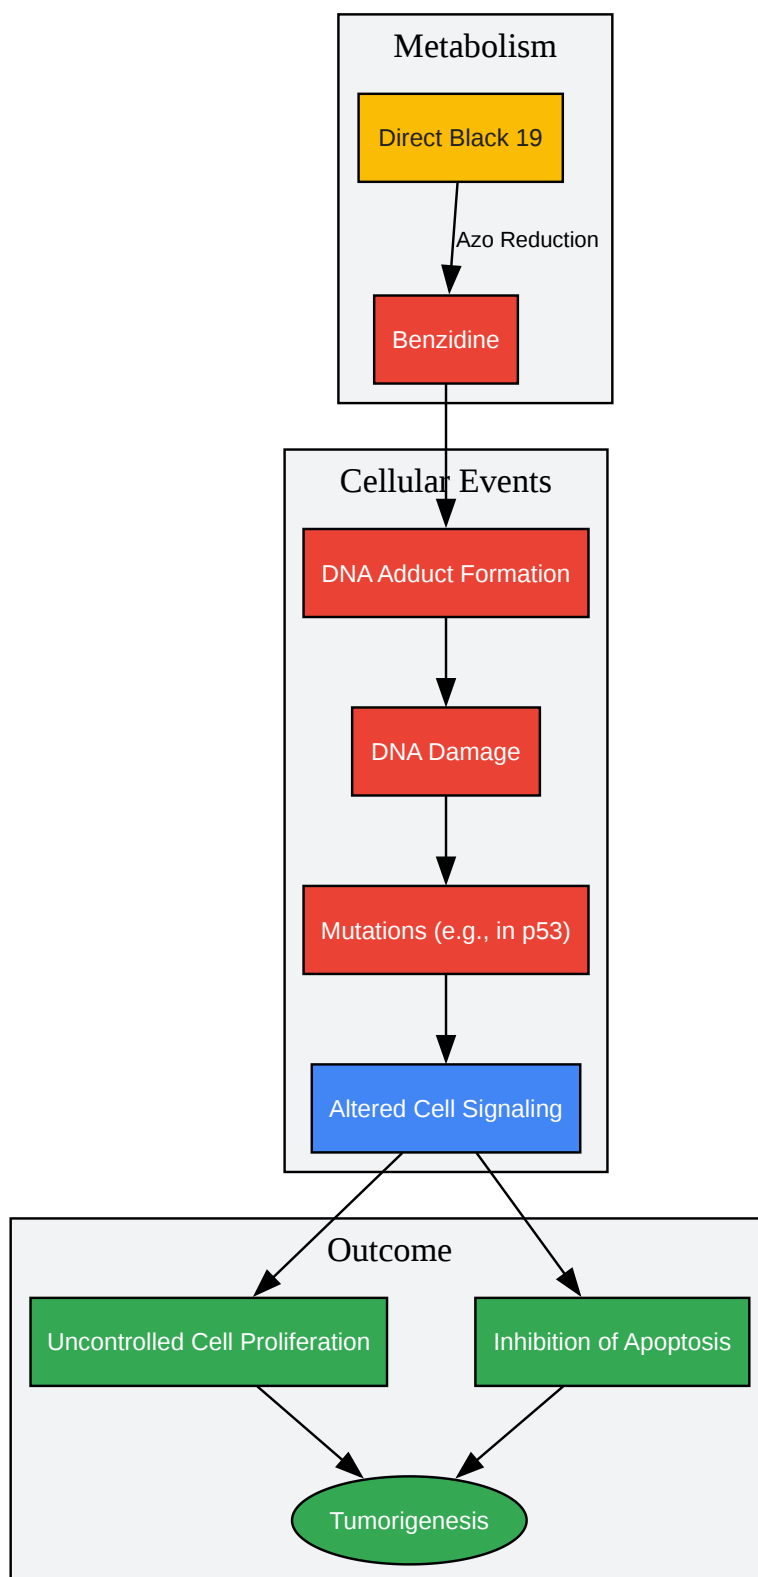 Metabolism
Direct Black 19
Azo Reduction
Benzidine
Cellular Events
DNA Adduct Formation
DNA Damage
Mutations (e.g., in p53)
Altered Cell Signaling
Outcome
Uncontrolled Cell Proliferation
Inhibition of Apoptosis
Tumorigenesis